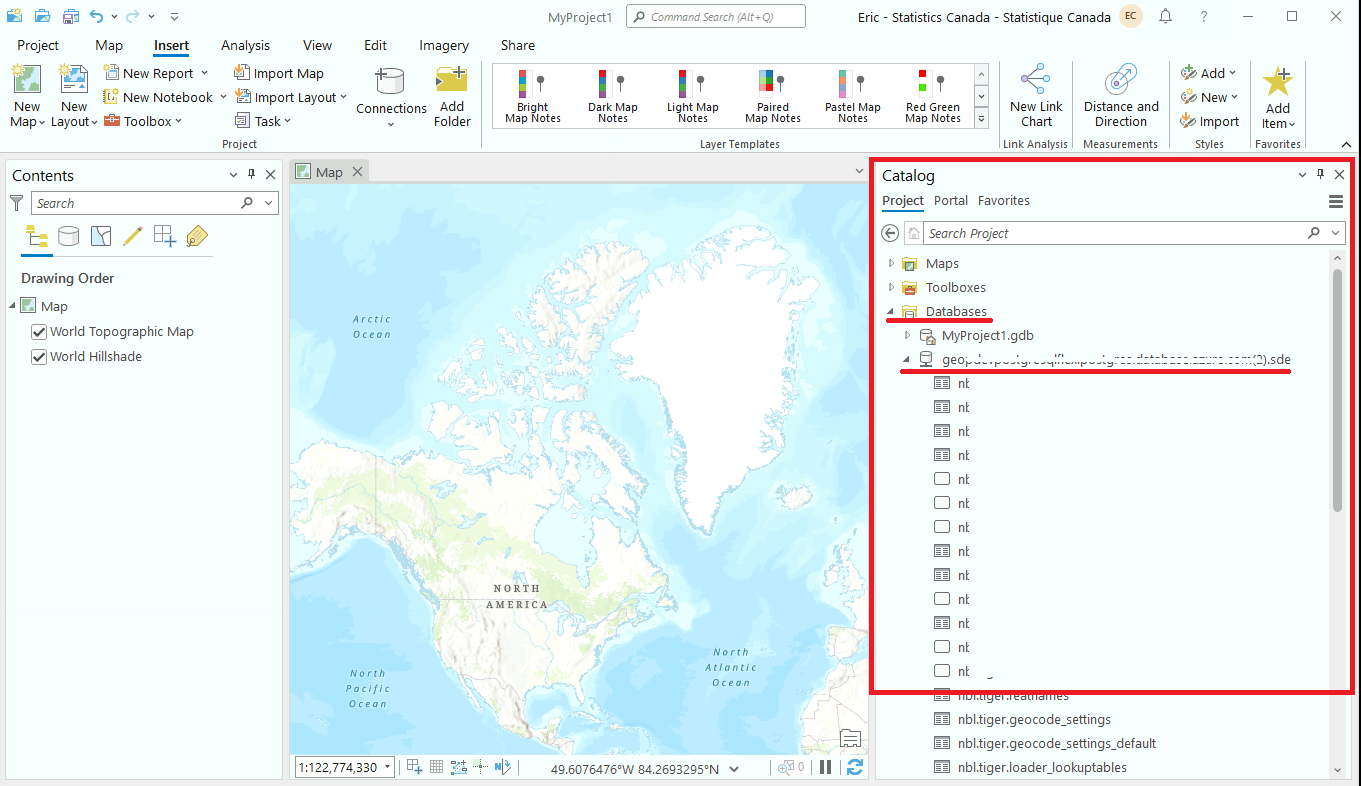 MyProject1
Command Search (Alt+Q)
Eric - Statistics Canada - Statistique Canada
EC
Project Map Insert Analysis View Edit Imagery Share
New Map
New Layout
New Report
New Notebook
Toolbox
Import Map
Import Layout
Task
Connections
Add Folder
Project
Bright Map Notes
Dark Map Notes
Light Map Notes
Paired Map Notes
Pastel Map Notes
Red Green Map Notes
Layer Templates
New Link Chart
Link Analysis
Distance and Direction
Measurements
Add
New
Import
Styles
Add Item
Favorites
Contents
Search
Drawing Order
Map
World Topographic Map
World Hillshade
Map
Arctic
Ocean
NORTH
AMERICA
North
Pacific
Ocean
North
Atlantic
Ocean
1:122,774,330
49.6076476°W 84.2693295°N
0
Catalog
Project Portal Favorites
Search Project
Maps
Toolboxes
Databases
MyProject1.gdb
.sde
nb
nb
nb
nb
nb
nb
nb
nb
nb
nb
nb
nb
nb
nbl.tiger.featnames
nbl.tiger.geocode_settings
nbl.tiger.geocode_settings_default
nbl.tiger.loader_lookuptables